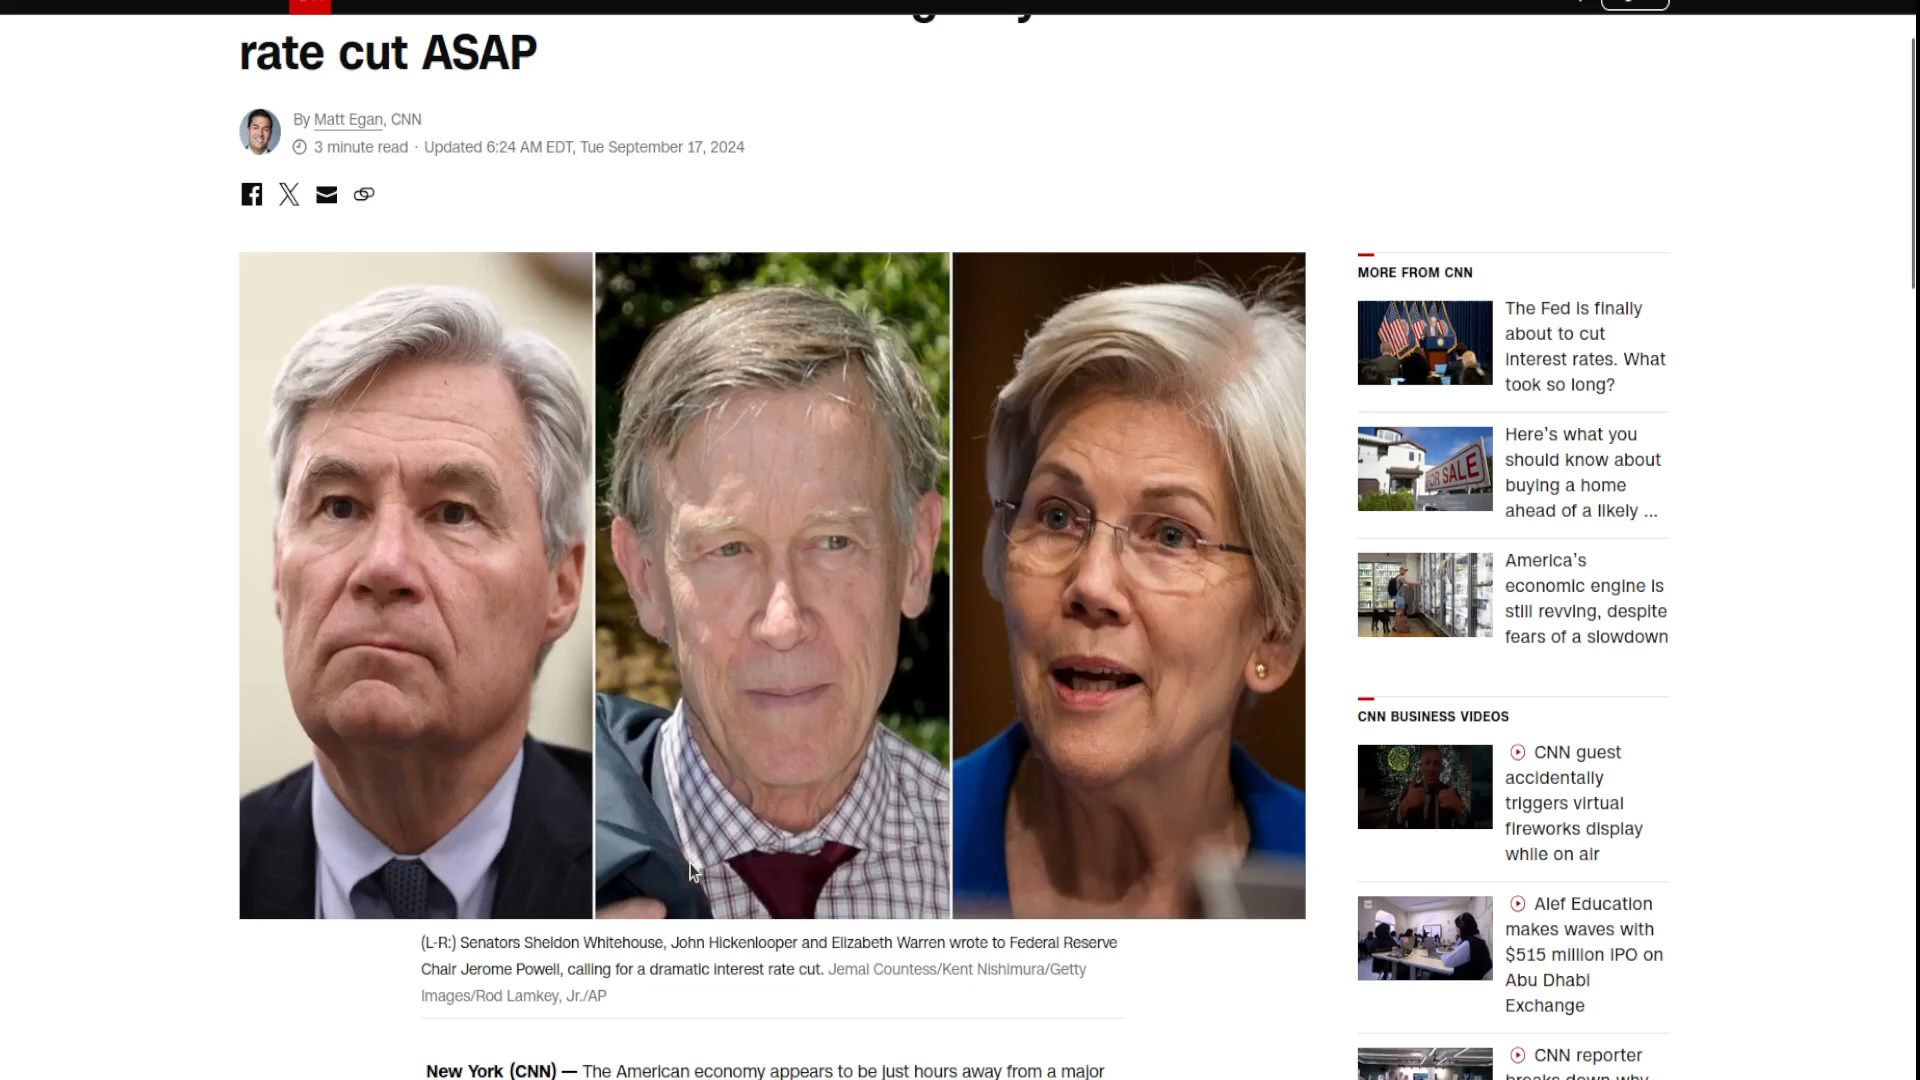 rate cut ASAP
By Matt Egan, CNN
3 minute read · Updated 6:24 AM EDT, Tue September 17, 2024
(L-R:) Senators Sheldon Whitehouse, John Hickenlooper and Elizabeth Warren wrote to Federal Reserve
Chair Jerome Powell, calling for a dramatic interest rate cut. Jemal Countess/Kent Nishimura/Getty
Images/Rod Lamkey, Jr./AP
New York (CNN) — The American economy appears to be just hours away from a major
MORE FROM CNN
The Fed is finally
about to cut
interest rates. What
took so long?
OR SALE
Here's what you
should know about
buying a home
ahead of a likely ...
America's
economic engine is
still revving, despite
fears of a slowdown
CNN BUSINESS VIDEOS
CNN guest
accidentally
triggers virtual
fireworks display
while on air
Alef Education
makes waves with
$515 million IPO on
Abu Dhabi
Exchange
CNN reporter
breaks down why